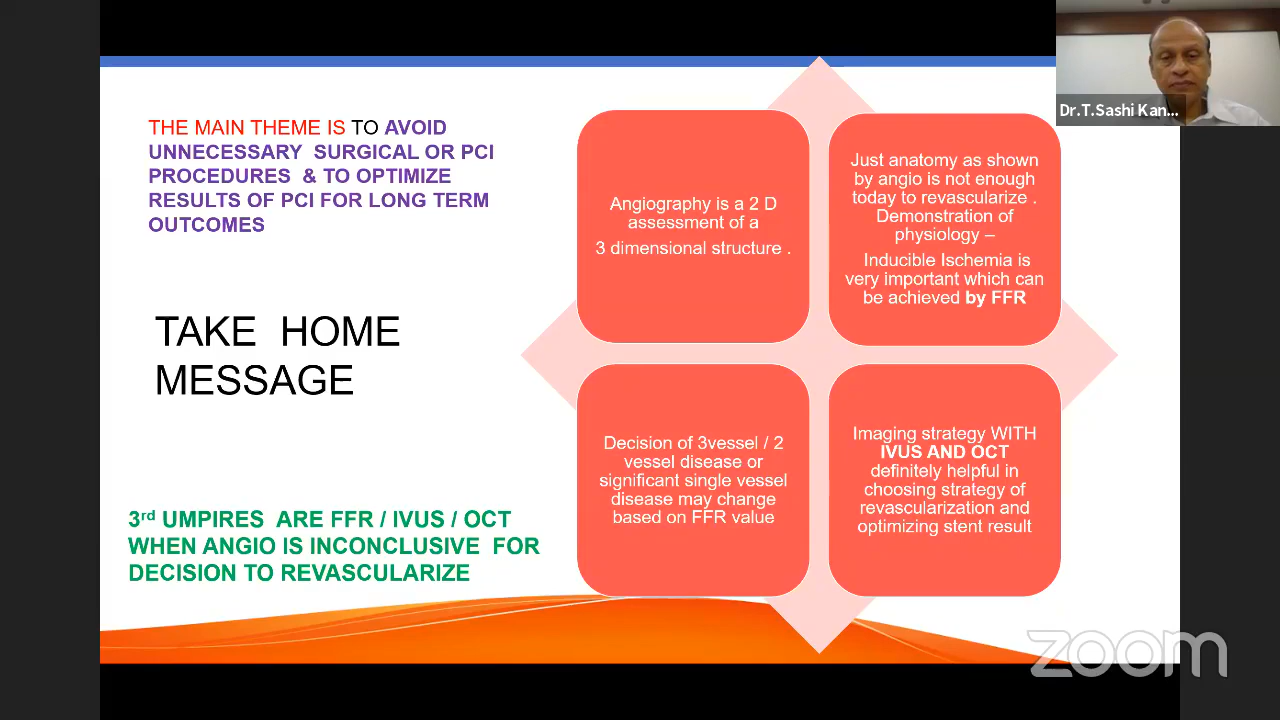 THE MAIN THEME IS TO AVOID
UNNECESSARY SURGICAL OR PCI
PROCEDURES & TO OPTIMIZE
RESULTS OF PCI FOR LONG TERM
OUTCOMES
TAKE HOME
MESSAGE
3rd UMPIRES ARE FFR / IVUS / OCT
WHEN ANGIO IS INCONCLUSIVE FOR
DECISION TO REVASCULARIZE
Angiography is a 2 D
assessment of a
3 dimensional structure .
Just anatomy as shown
by angio is not enough
today to revascularize .
Demonstration of
physiology –
Inducible Ischemia is
very important which can
be achieved by FFR
Decision of 3vessel / 2
vessel disease or
significant single vessel
disease may change
based on FFR value
Imaging strategy WITH
IVUS AND OCT
definitely helpful in
choosing strategy of
revascularization and
optimizing stent result
Dr.T.Sashi Kan...
zoom